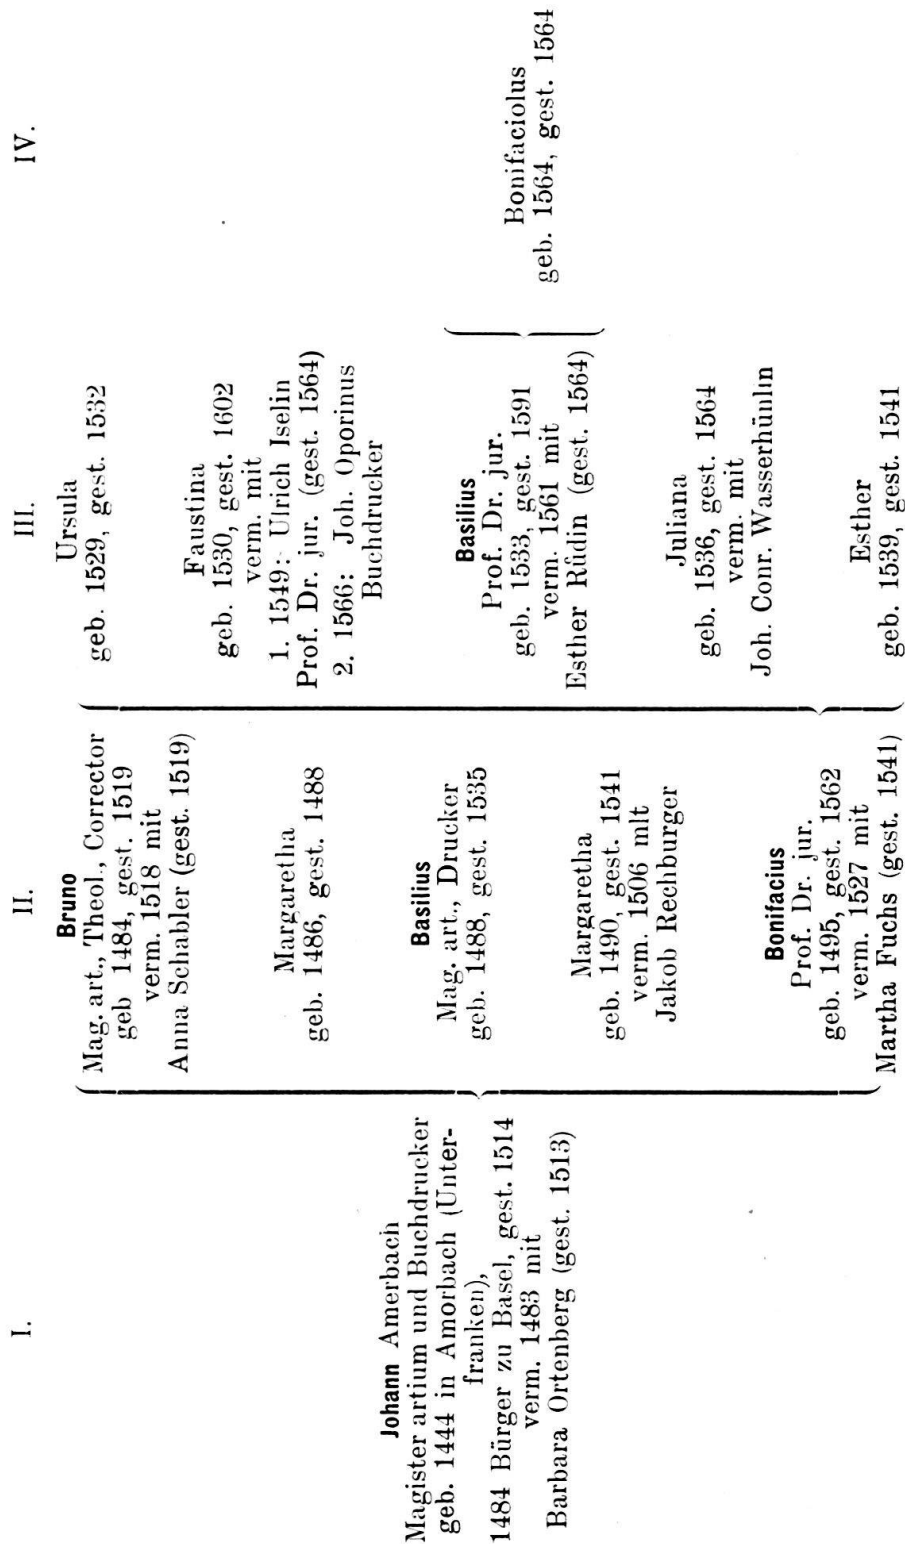 I.
Johann Amerbach
Magister artium und Buchdrucker
geb. 1444 in Amorbach (Unter-
franken),
1484 Bürger zu Basel, gest. 1514
verm. 1483 mit
Barbara Ortenberg (gest. 1513)
II.
Bruno
Mag. art., Theol., Corrector
geb 1484, gest. 1519
verm. 1518 mit
Anna Schabler (gest. 1519)
Margaretha
geb. 1486, gest. 1488
Basilius
Mag. art., Drucker
geb. 1488, gest. 1535
Margaretha
geb. 1490, gest. 1541
verm. 1506 mlt
Jakob Rechburger
Bonifacius
Prof. Dr. jur.
geb. 1495, gest. 1562
verm. 1527 mit
Martha Fuchs (gest. 1541)
III.
Ursula
geb. 1529, gest. 1532
Faustina
geb. 1530, gest. 1602
verm. mit
1. 1549: Ulrich Iselin
Prof. Dr. jur. (gest. 1564)
2. 1566: Joh. Oporinus
Buchdrucker
Basilius
Prof. Dr. jur.
geb. 1533, gest. 1591
verm. 1561 mit
Esther Rüdin (gest. 1564)
Juliana
geb. 1536, gest. 1564
verm. mit
Joh. Conr. Wasserhüuln
Esther
geb. 1539, gest. 1541
IV.
Bonifaciolus
geb. 1564, gest. 1564